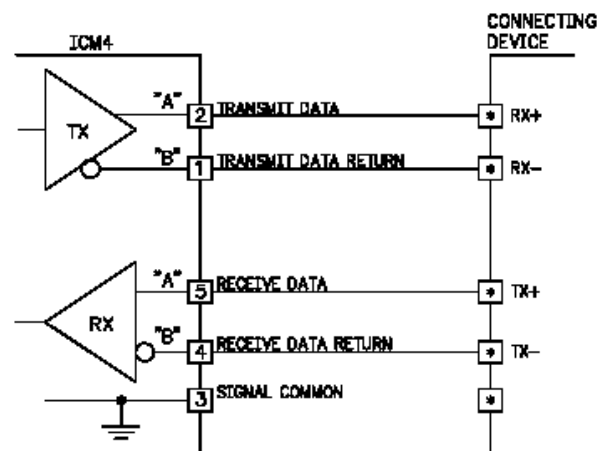 CONNECTING
DEVICE
ICM4
"A" 2 TRANSMIT DATA * RX+
TX
"B" 1 TRANSMIT DATA RETURN * RX-
"A" 5 RECEIVE DATA * TX+
RX
"B" 4 RECEIVE DATA RETURN * TX-
3 SIGNAL COMMON *